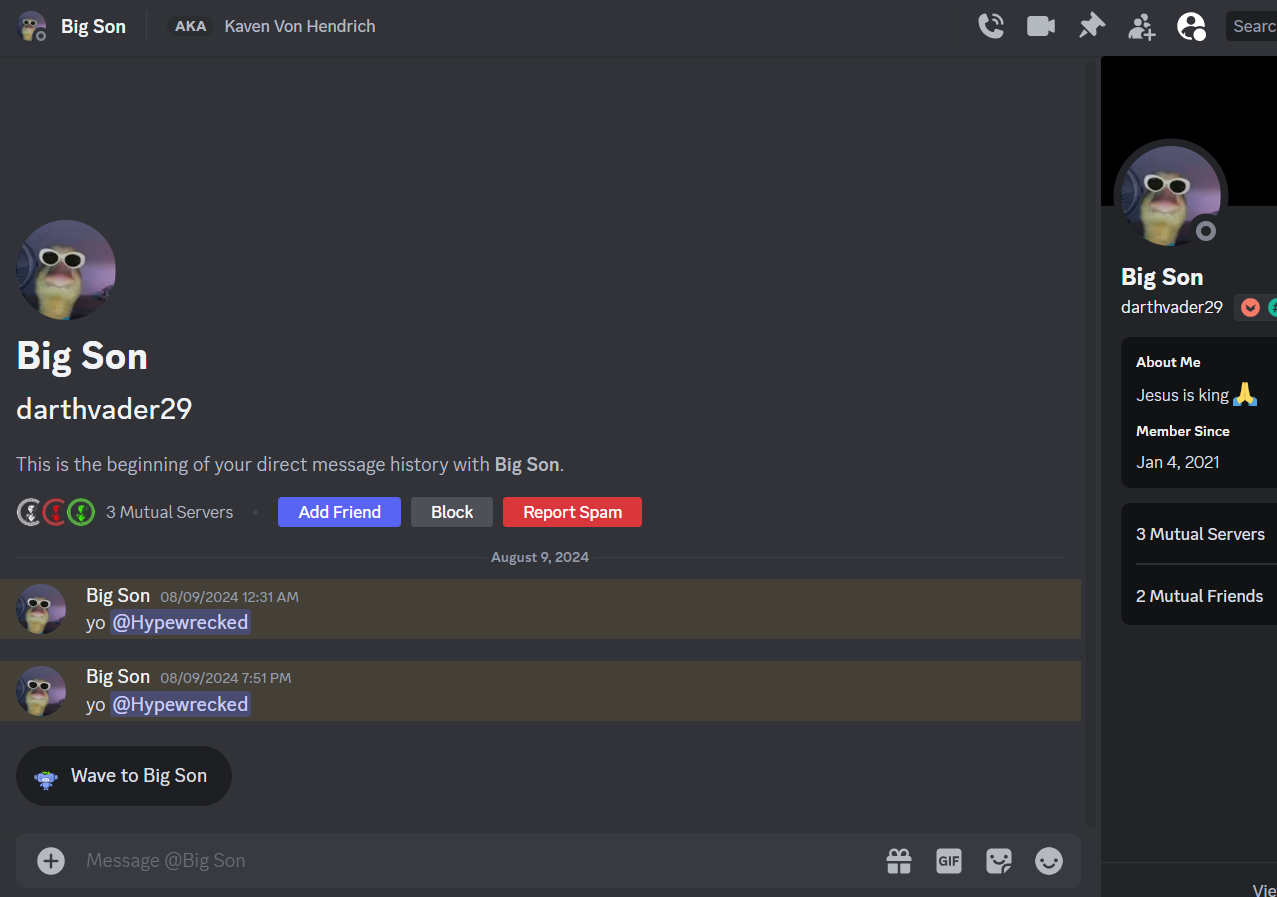 Big Son AKA Kaven Von Hendrich
Searc
Big Son
darthvader29
This is the beginning of your direct message history with Big Son.
3 Mutual Servers • Add Friend Block Report Spam
August 9, 2024
Big Son 08/09/2024 12:31 AM
yo @Hypewrecked
Big Son 08/09/2024 7:51 PM
yo @Hypewrecked
Wave to Big Son
Message @Big Son
GIF
Big Son
darthvader29
About Me
Jesus is king 🙏
Member Since
Jan 4, 2021
3 Mutual Servers
2 Mutual Friends
Vie